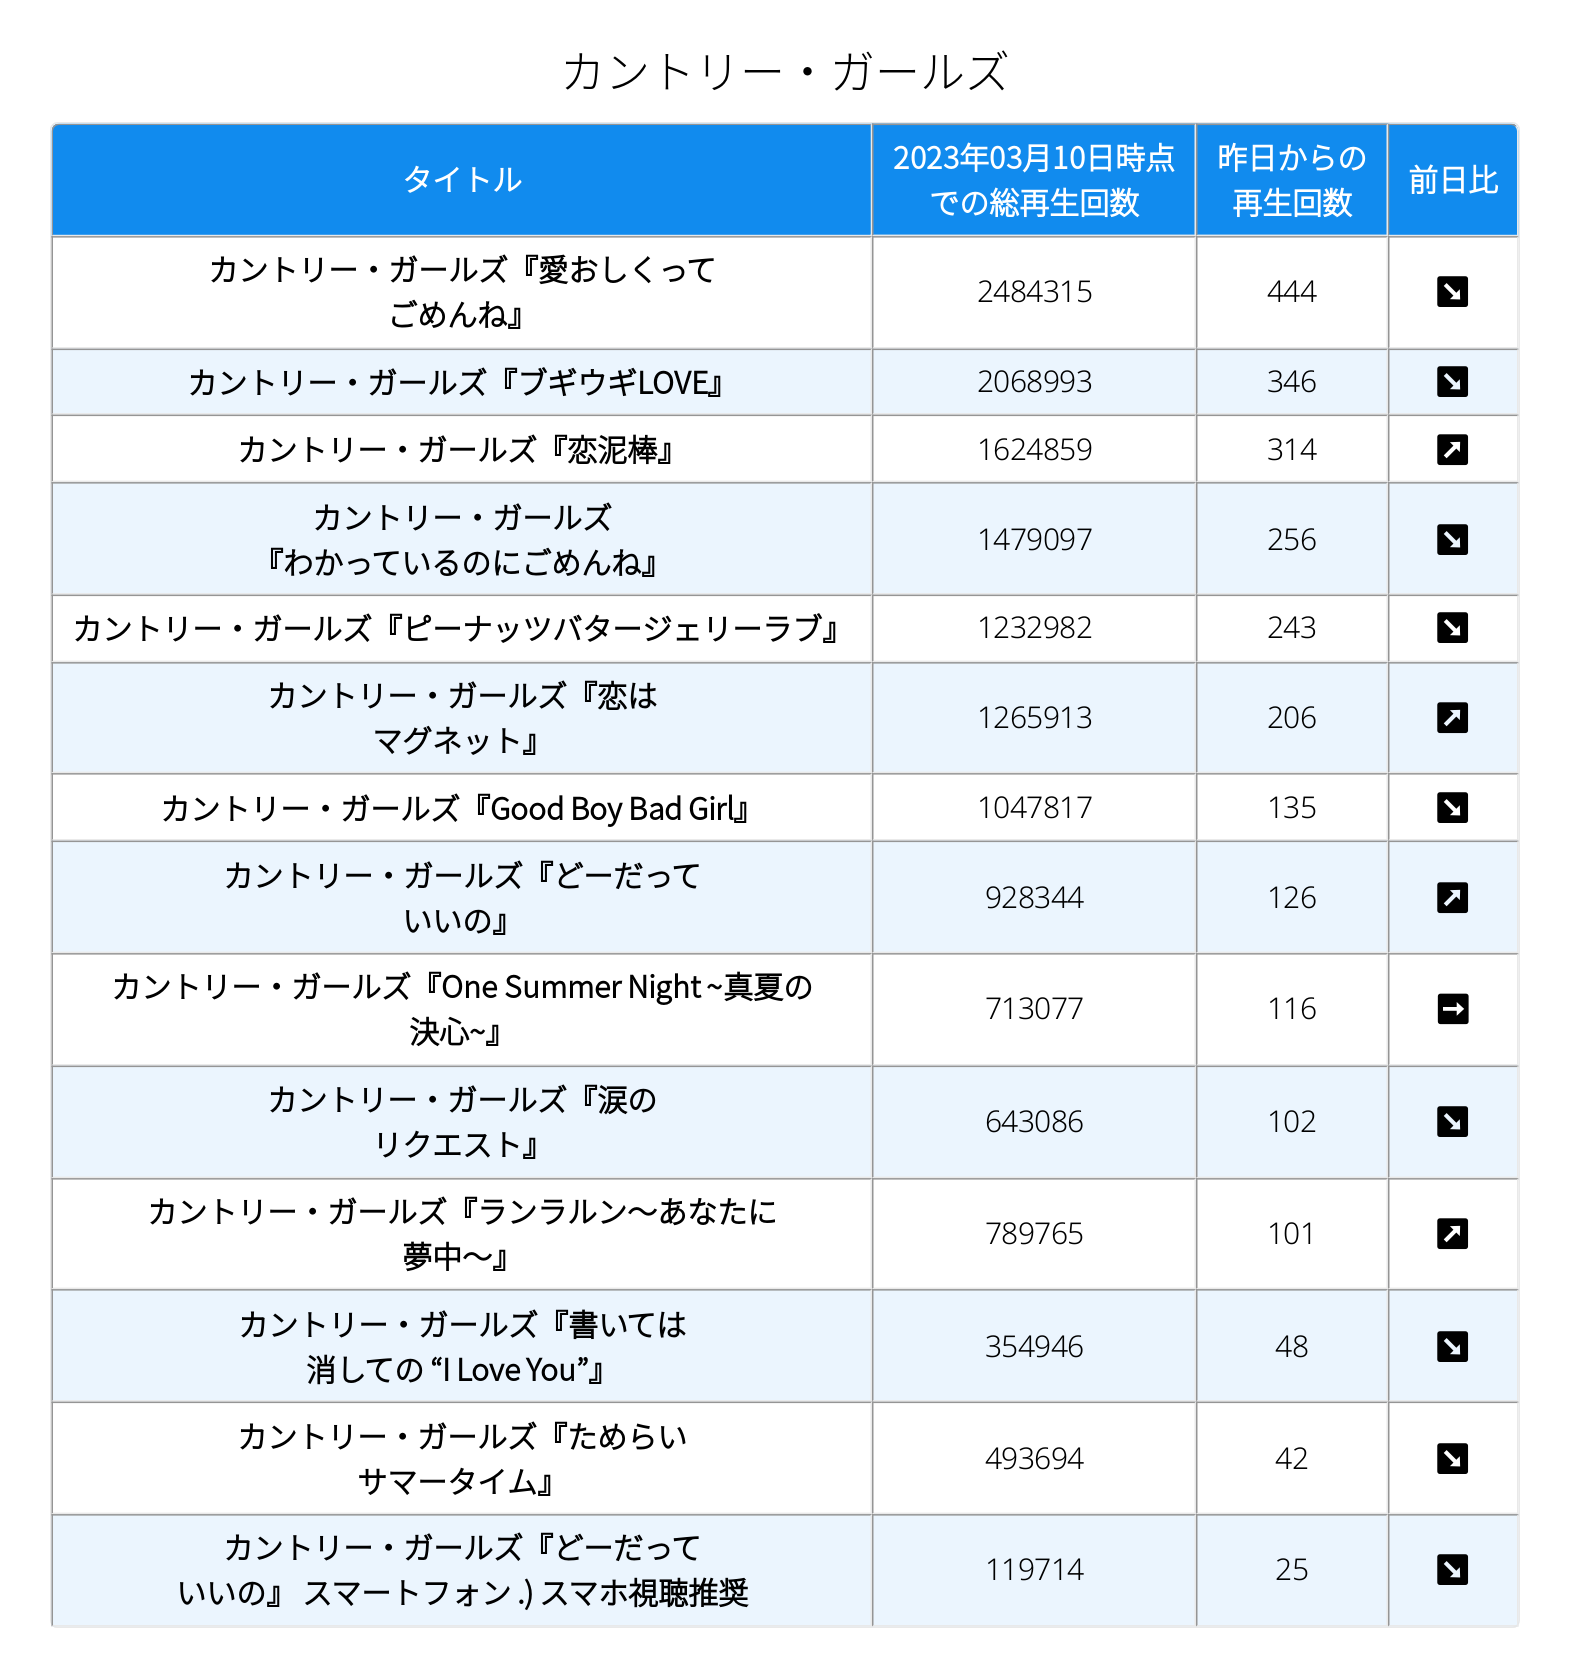 カントリー・ガールズ
タイトル
2023年03月10日時点
での総再生回数
昨日からの
再生回数
前日比
カントリー・ガールズ『愛おしくって
ごめんね』
2484315
444
↘
カントリー・ガールズ『ブギウギLOVE』
2068993
346
↘
カントリー・ガールズ『恋泥棒』
1624859
314
↗
カントリー・ガールズ
『わかっているのにごめんね』
1479097
256
↘
カントリー・ガールズ『ピーナッツバタージェリーラブ』
1232982
243
↘
カントリー・ガールズ『恋は
マグネット』
1265913
206
↗
カントリー・ガールズ『Good Boy Bad Girl』
1047817
135
↘
カントリー・ガールズ『どーだって
いいの』
928344
126
↗
カントリー・ガールズ『One Summer Night ~真夏の
決心~』
713077
116
→
カントリー・ガールズ『涙の
リクエスト』
643086
102
↘
カントリー・ガールズ『ランラルン〜あなたに
夢中〜』
789765
101
↗
カントリー・ガールズ『書いては
消しての “I Love You”』
354946
48
↘
カントリー・ガールズ『ためらい
サマータイム』
493694
42
↘
カントリー・ガールズ『どーだって
いいの』 スマートフォン .) スマホ視聴推奨
119714
25
↘